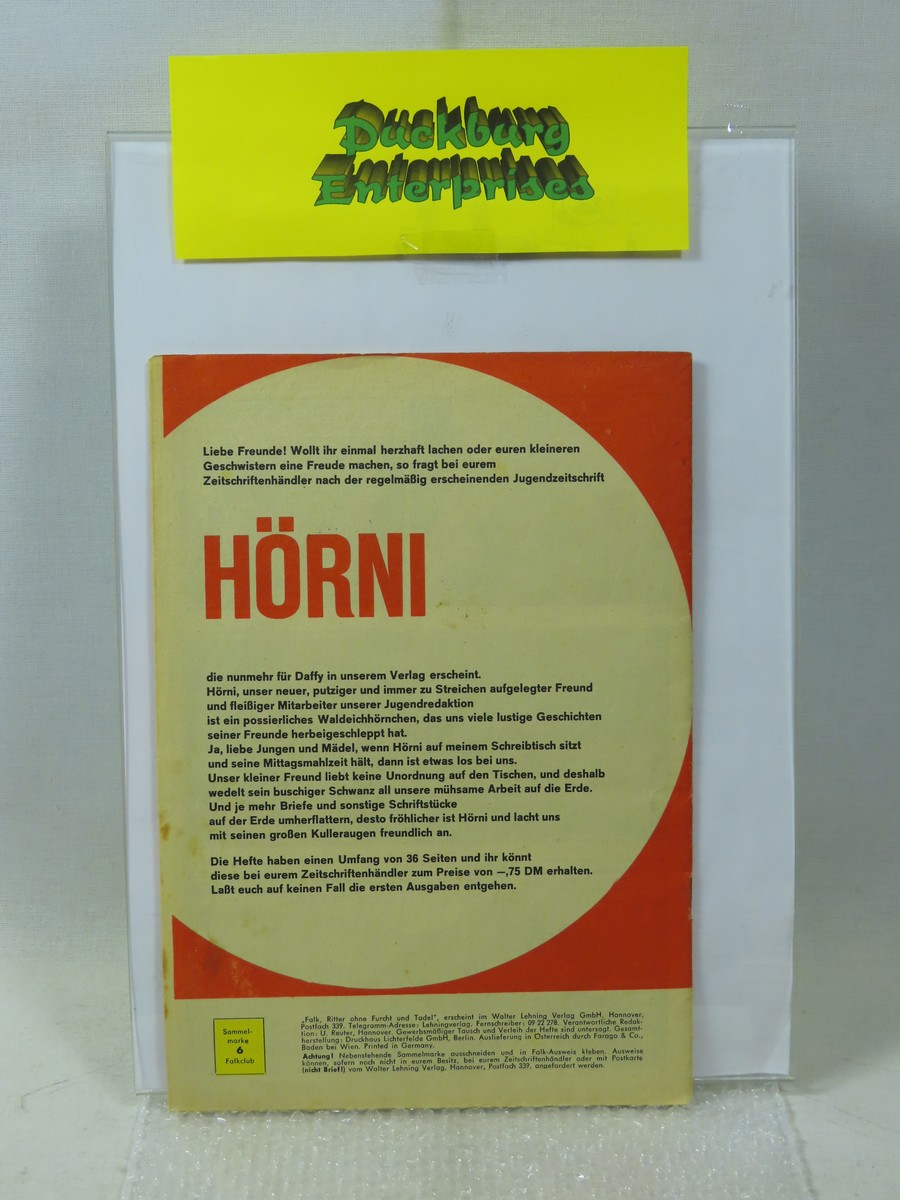 Duckburg
Enterprises
Liebe Freunde! Wollt ihr einmal herzhaft lachen oder euren kleineren
Geschwistern eine Freude machen, so fragt bei eurem
Zeitschriftenhändler nach der regelmäßig erscheinenden Jugendzeitschrift
HÖRNI
die nunmehr für Daffy in unserem Verlag erscheint.
Hörni, unser neuer, putziger und immer zu Streichen aufgelegter Freund
und fleißiger Mitarbeiter unserer Jugendredaktion
ist ein possierliches Waldeichhörnchen, das uns viele lustige Geschichten
seiner Freunde herbeigeschleppt hat.
Ja, liebe Jungen und Mädel, wenn Hörni auf meinem Schreibtisch sitzt
und seine Mittagsmahlzeit hält, dann ist etwas los bei uns.
Unser kleiner Freund liebt keine Unordnung auf den Tischen, und deshalb
wedelt sein buschiger Schwanz all unsere mühsame Arbeit auf die Erde.
Und je mehr Briefe und sonstige Schriftstücke
auf der Erde umherflattern, desto fröhlicher ist Hörni und lacht uns
mit seinen großen Kulleraugen freundlich an.
Die Hefte haben einen Umfang von 36 Seiten und ihr könnt
diese bei eurem Zeitschriftenhändler zum Preise von —,75 DM erhalten.
Laßt euch auf keinen Fall die ersten Ausgaben entgehen.
Sammel-
marke
6
Falkclub
„Falk, Ritter ohne Furcht und Tadel", erscheint im Walter Lehning Verlag GmbH, Hannover,
Postfach 339. Telegramm-Adresse: Lehningverlag. Fernschreiber: 09 22 278. Verantwortliche Redak-
tion: U. Reuter, Hannover. Gewerbsmäßiger Tausch und Verleih der Hefte sind untersagt. Gesamt-
herstellung: Druckhaus Lichterfelde GmbH, Berlin. Auslieferung in Österreich durch Farago & Co.,
Baden bei Wien. Printed in Germany.
Achtung! Nebenstehende Sammelmarke ausschneiden und in Falk-Ausweis kleben. Ausweise
können, sofern noch nicht in eurem Besitz, bei eurem Zeitschriftenhändler oder mit Postkarte
(nicht Brief!) vom Walter Lehning Verlag, Hannover, Postfach 339, angefordert werden.